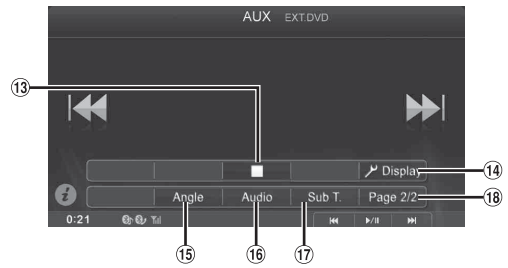 AUX EXT.DVD
⑬
Display
⑭
Angle Audio Sub T. Page 2/2
⑱
0:21
⑮ ⑯ ⑰